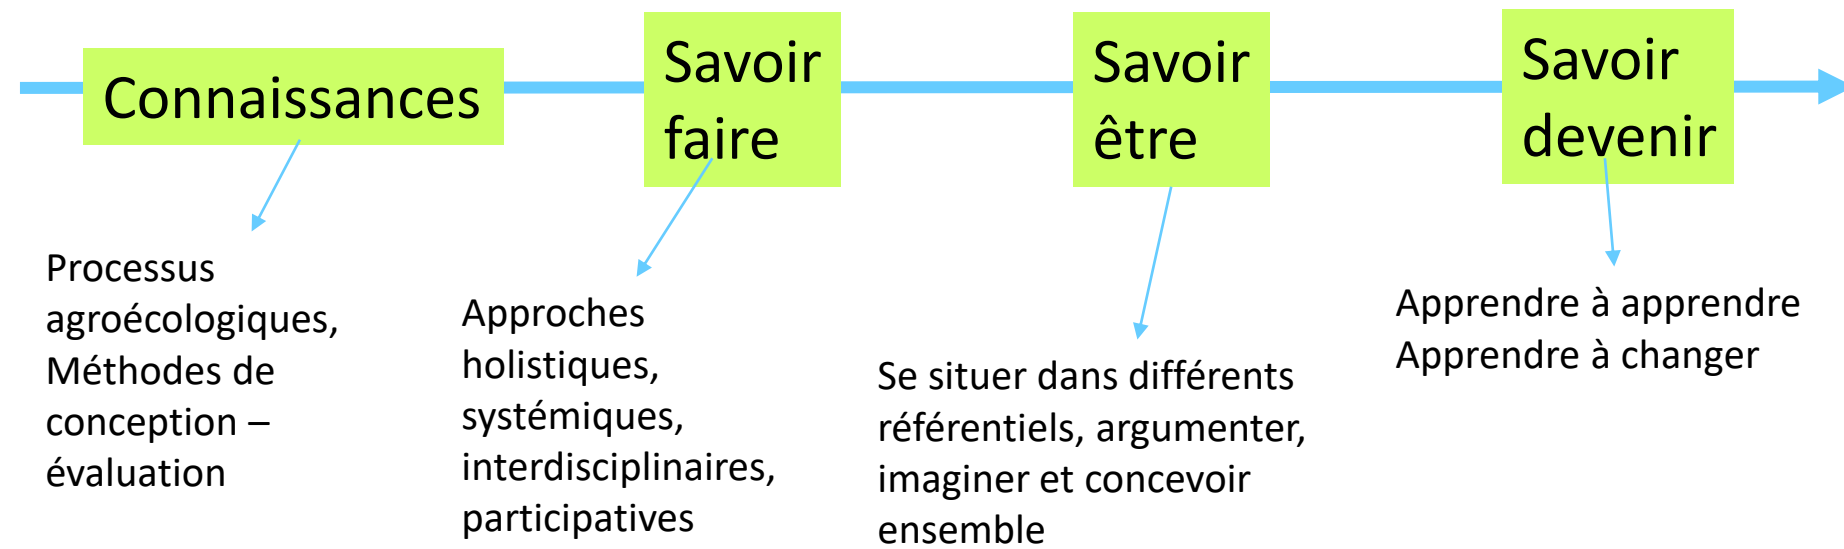 Connaissances
Processus
agroécologiques,
Méthodes de
conception –
évaluation
Savoir
faire
Approches
holistiques,
systémiques,
interdisciplinaires,
participatives
Savoir
être
Se situer dans différents
référentiels, argumenter,
imaginer et concevoir
ensemble
Savoir
devenir
Apprendre à apprendre
Apprendre à changer